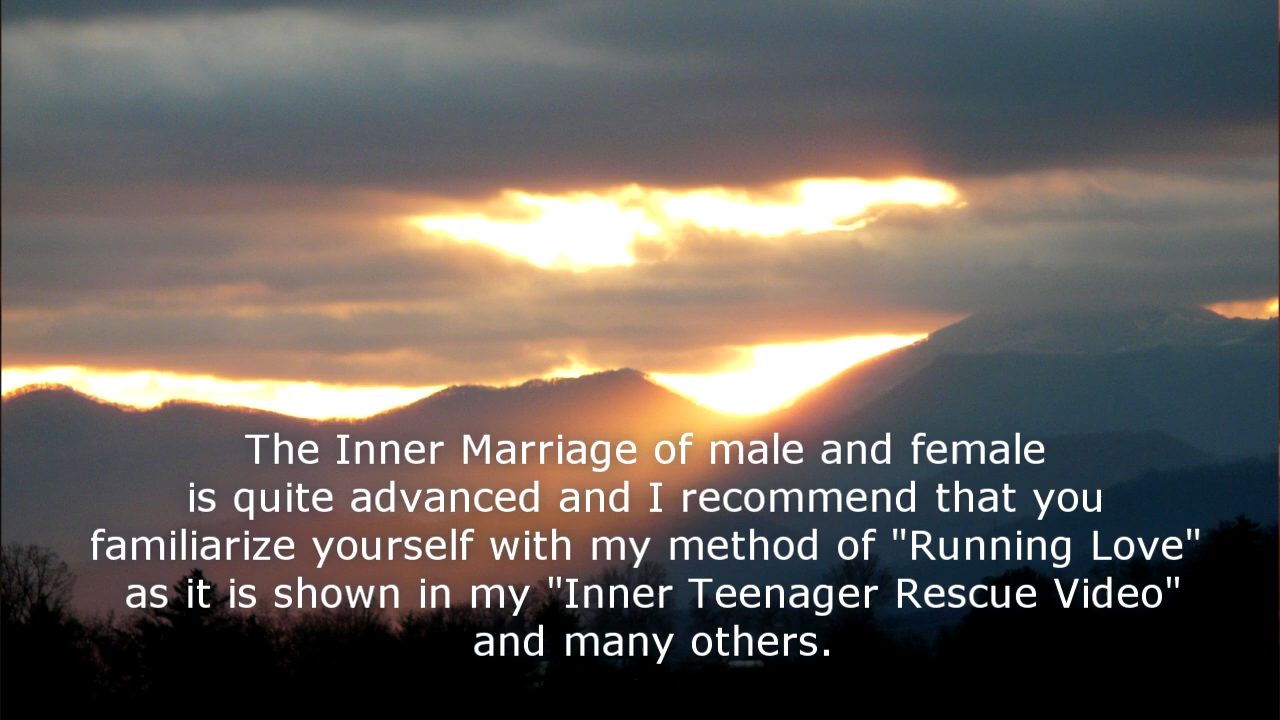 The Inner Marriage of male and female
is quite advanced and I recommend that you
familiarize yourself with my method of "Running Love"
as it is shown in my "Inner Teenager Rescue Video"
and many others.